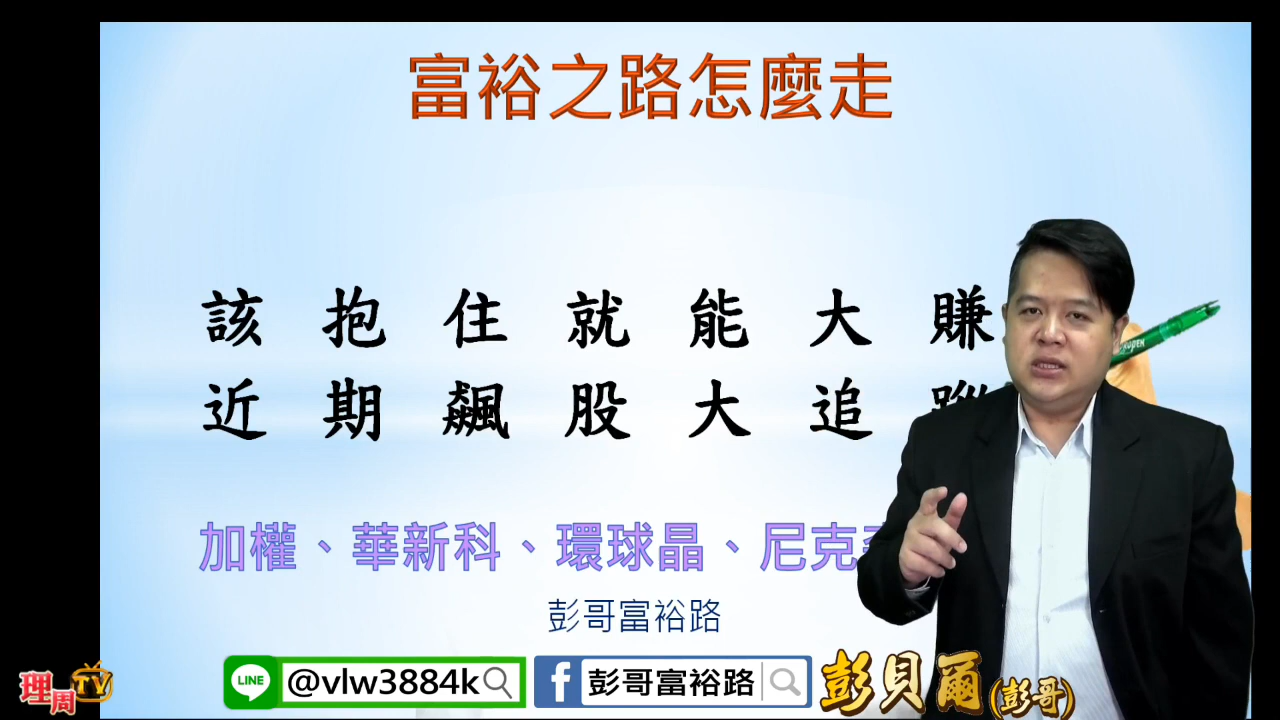 富裕之路怎麼走
該抱住就能大賺
近期飆股大追
加權、華新科、環球晶、尼克
彭哥富裕路
LINE @vlw3884k
f 彭哥富裕路
彭貝爾(彭哥)
理周TV